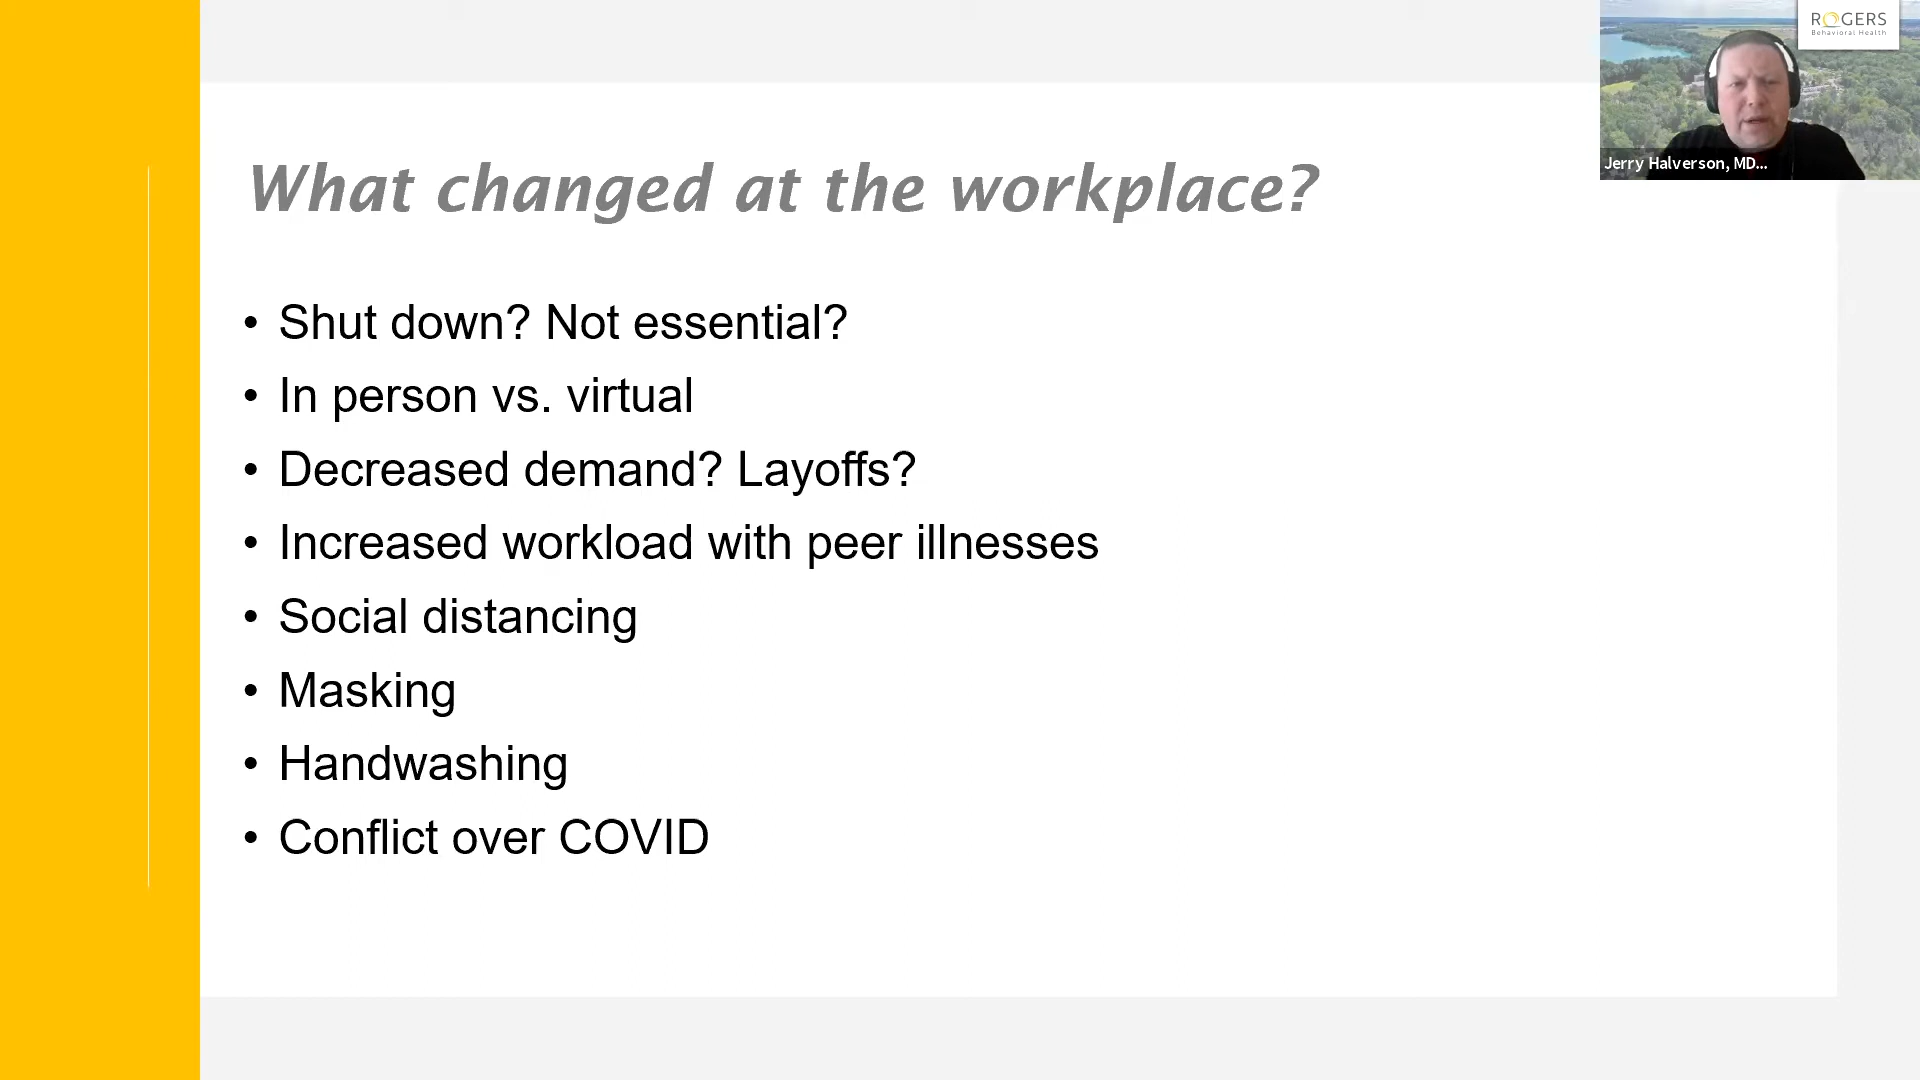 What changed at the workplace?
• Shut down? Not essential?
• In person vs. virtual
• Decreased demand? Layoffs?
• Increased workload with peer illnesses
• Social distancing
• Masking
• Handwashing
• Conflict over COVID
ROGERS
Behavioral Health
Jerry Halverson, MD...